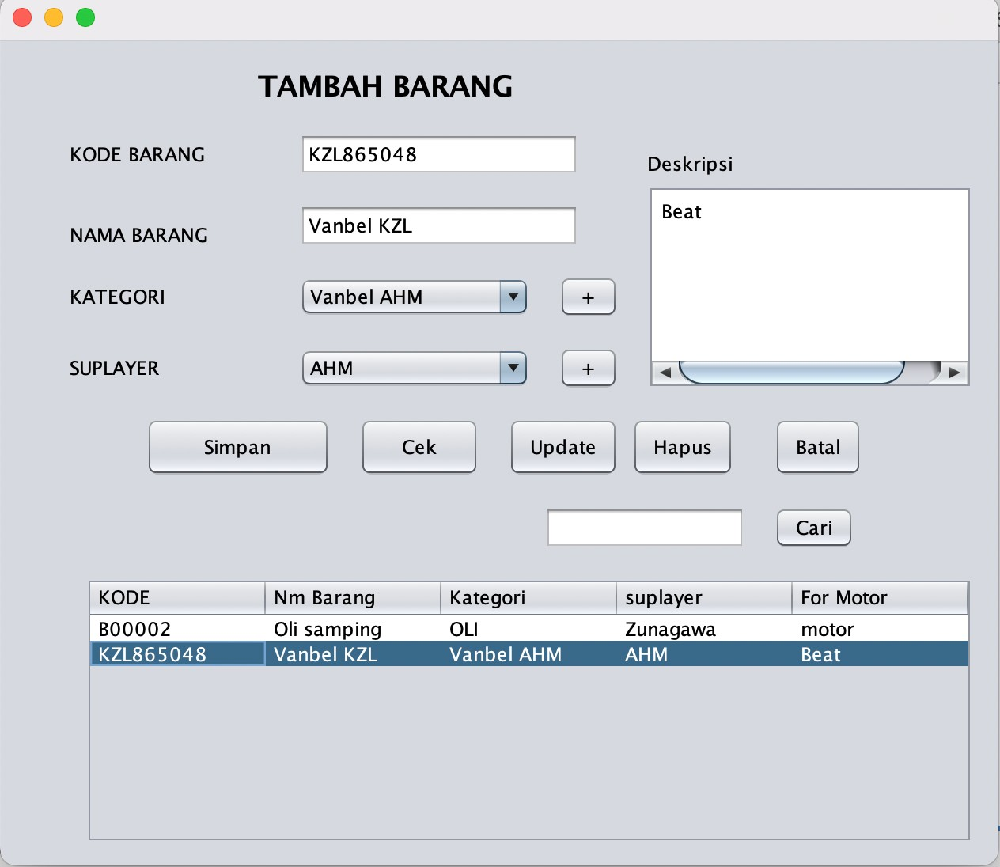 TAMBAH BARANG
KODE BARANG KZL865048
Deskripsi
Beat
NAMA BARANG Vanbel KZL
KATEGORI Vanbel AHM +
SUPLAYER AHM +
Simpan Cek Update Hapus Batal
Cari
KODE Nm Barang Kategori suplayer For Motor
B00002 Oli samping OLI Zunagawa motor
KZL865048 Vanbel KZL Vanbel AHM AHM Beat